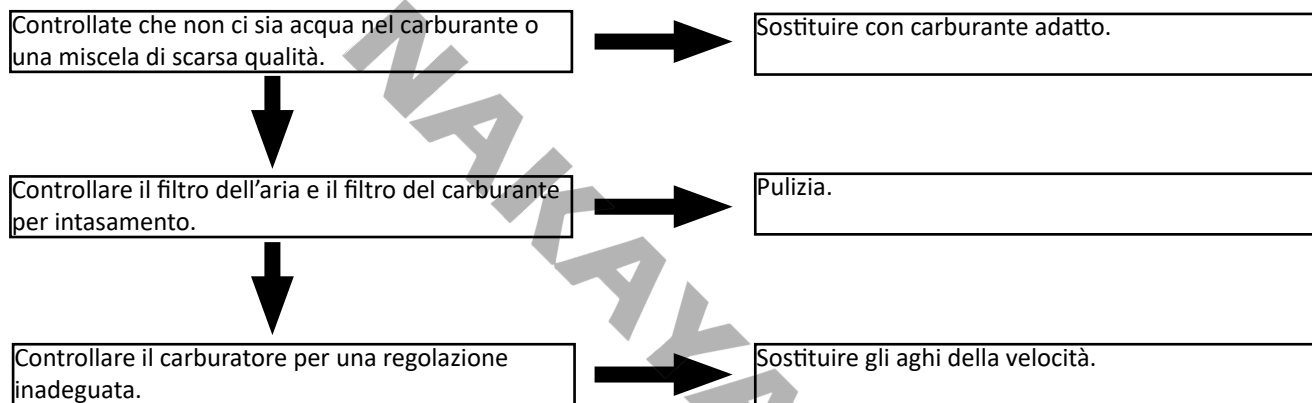 Controllate che non ci sia acqua nel carburante o
una miscela di scarsa qualità.
Sostituire con carburante adatto.
Controllare il filtro dell’aria e il filtro del carburante
per intasamento.
Pulizia.
Controllare il carburatore per una regolazione
inadeguata.
Sostituire gli aghi della velocità.
NAKAYA